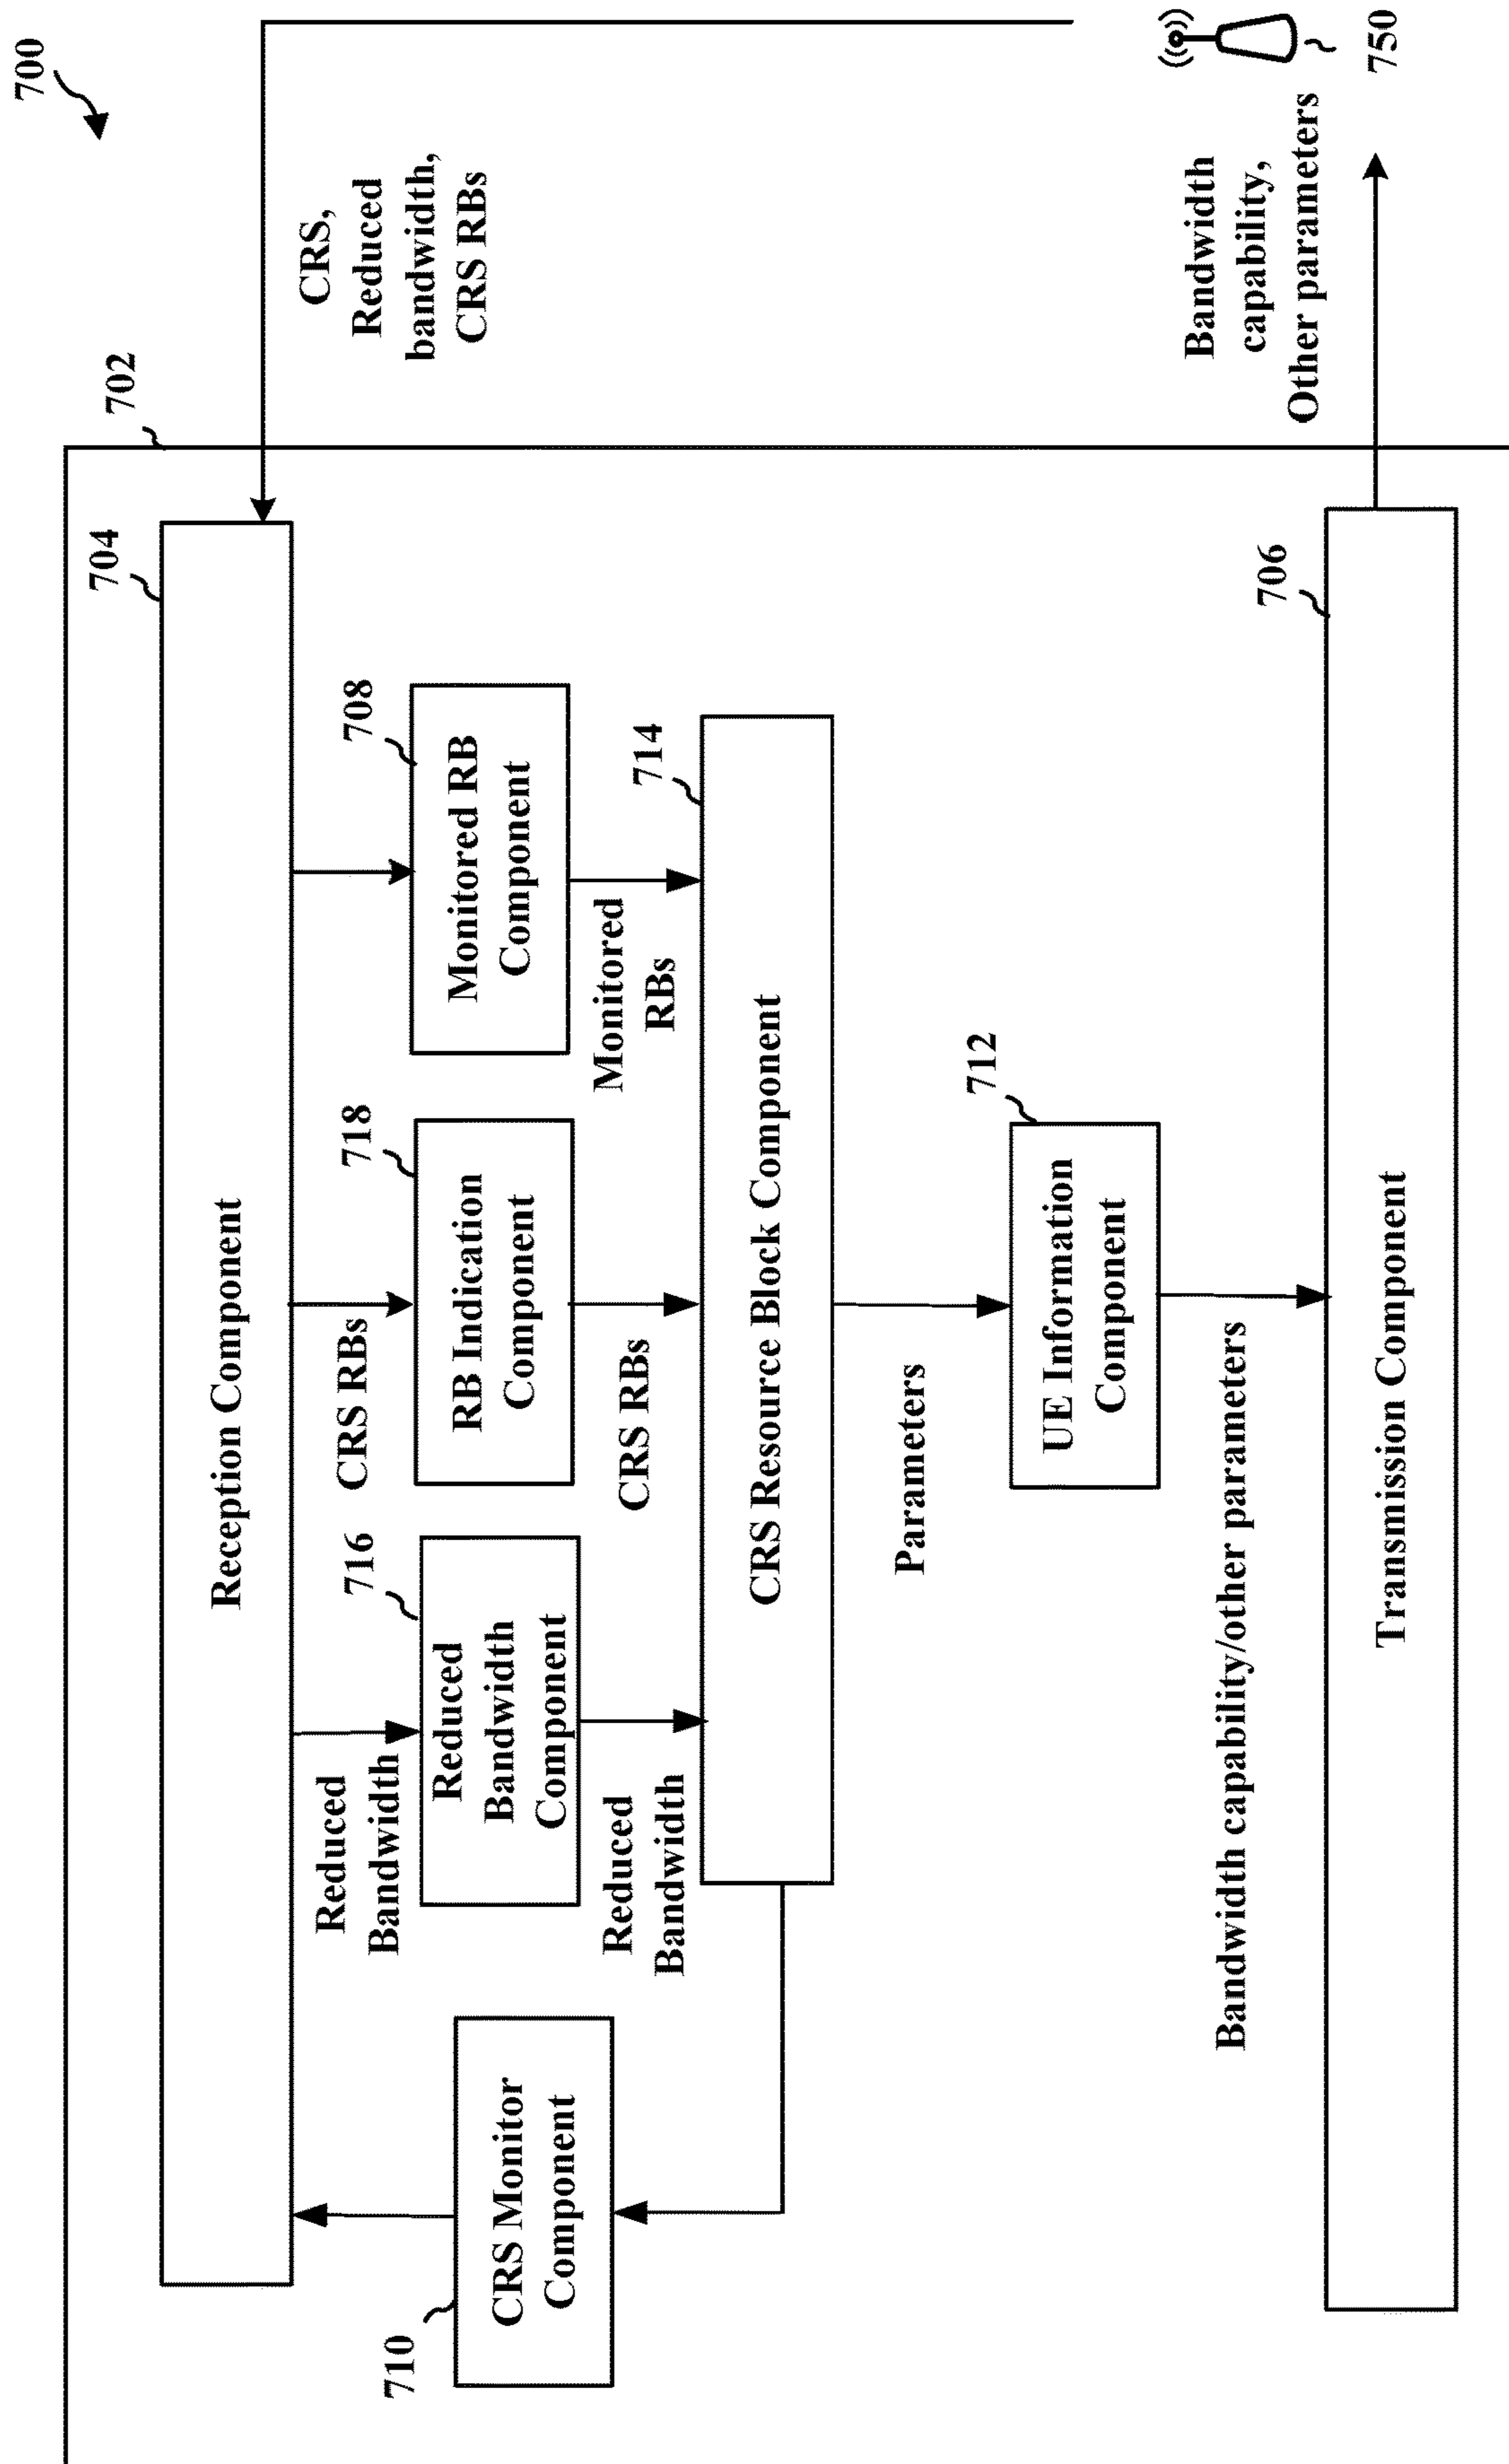 700
702
704
Reception Component
CRS,
Reduced
bandwidth,
CRS RBs
Reduced
Bandwidth
CRS RBs
710
CRS Monitor
Component
716
Reduced
Bandwidth
Component
718
RB Indication
Component
708
Monitored RB
Component
Reduced
Bandwidth
CRS RBs
Monitored
RBs
714
CRS Resource Block Component
Parameters
712
UE Information
Component
Bandwidth capability/other parameters
706
Transmission Component
Bandwidth
capability,
Other parameters
750